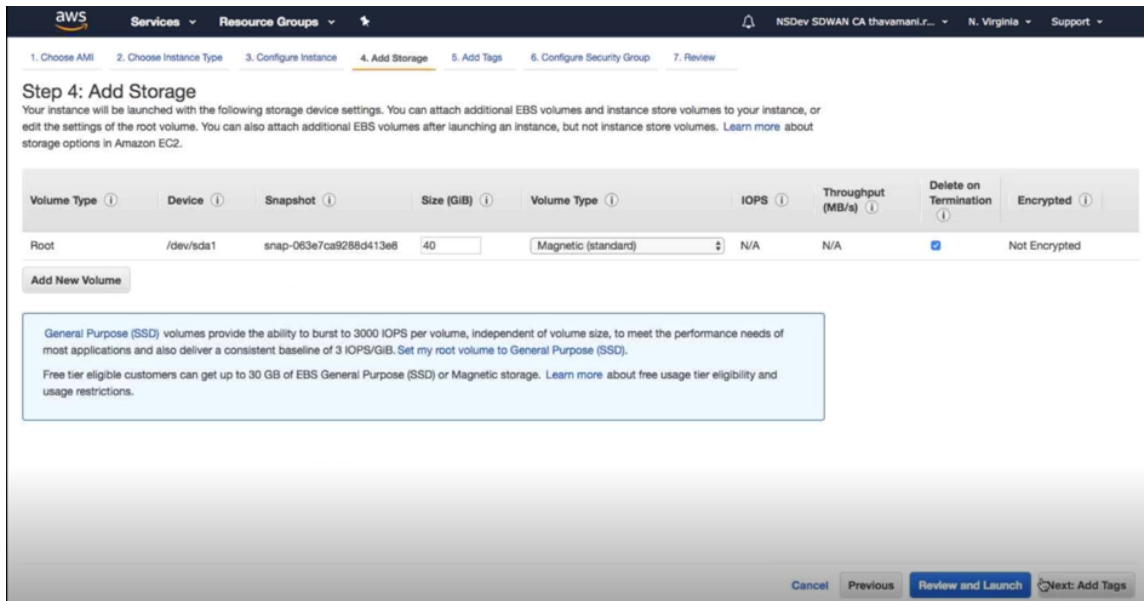 aws Services Resource Groups NSDev SDWAN CA thavamani.r... N. Virginia Support
1. Choose AMI 2. Choose Instance Type 3. Configure Instance 4. Add Storage 5. Add Tags 6. Configure Security Group 7. Review
Step 4: Add Storage
Your instance will be launched with the following storage device settings. You can attach additional EBS volumes and instance store volumes to your instance, or
edit the settings of the root volume. You can also attach additional EBS volumes after launching an instance, but not instance store volumes. Learn more about
storage options in Amazon EC2.
Volume Type Device Snapshot Size (GiB) Volume Type IOPS Throughput (MB/s) Delete on Termination Encrypted
Root /dev/sda1 snap-063e7ca9288d413e8 40 Magnetic (standard) N/A N/A Not Encrypted
Add New Volume
General Purpose (SSD) volumes provide the ability to burst to 3000 IOPS per volume, independent of volume size, to meet the performance needs of
most applications and also deliver a consistent baseline of 3 IOPS/GiB. Set my root volume to General Purpose (SSD).
Free tier eligible customers can get up to 30 GB of EBS General Purpose (SSD) or Magnetic storage. Learn more about free usage tier eligibility and
usage restrictions.
Cancel Previous Review and Launch Next: Add Tags